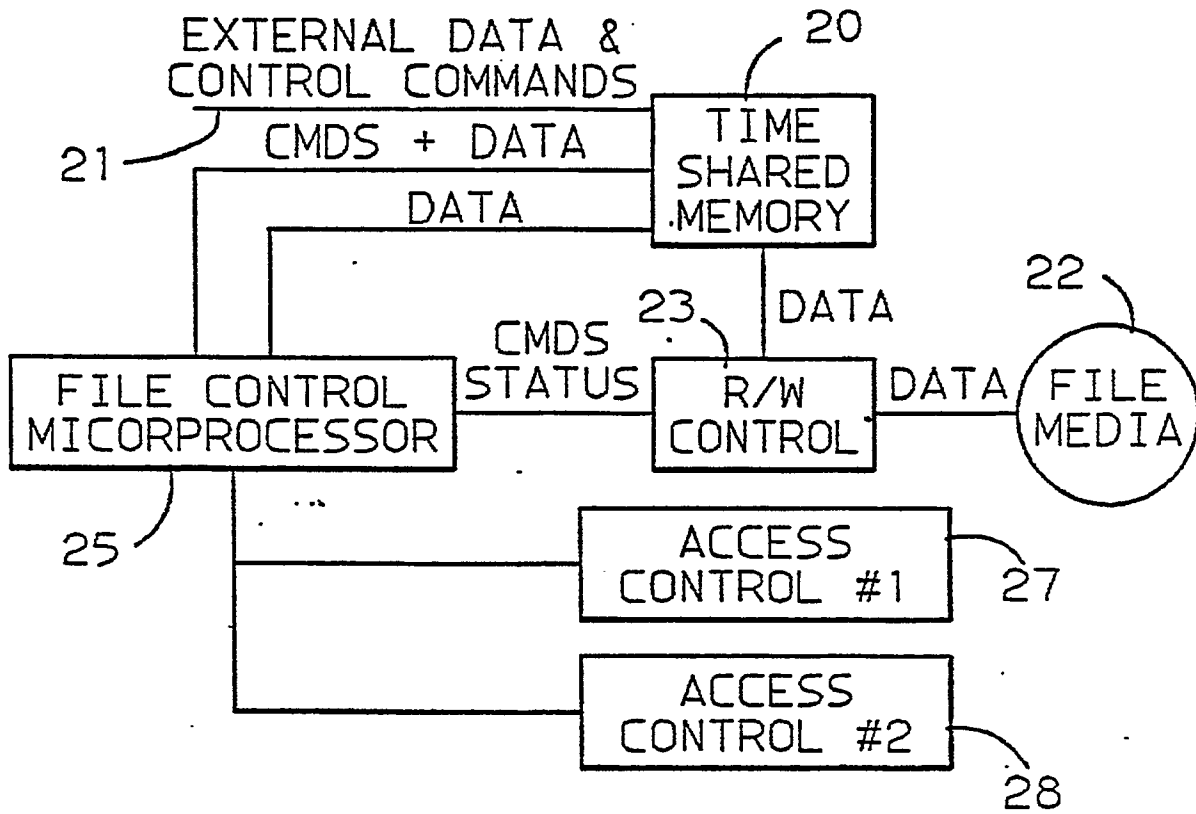 EXTERNAL DATA &
CONTROL COMMANDS
20
21
CMDS + DATA
DATA
TIME
SHARED
MEMORY
DATA
22
23
CMDS
STATUS
FILE CONTROL
MICORPROCESSOR
R/W
CONTROL
DATA
FILE
MEDIA
25
ACCESS
CONTROL #1
27
ACCESS
CONTROL #2
28